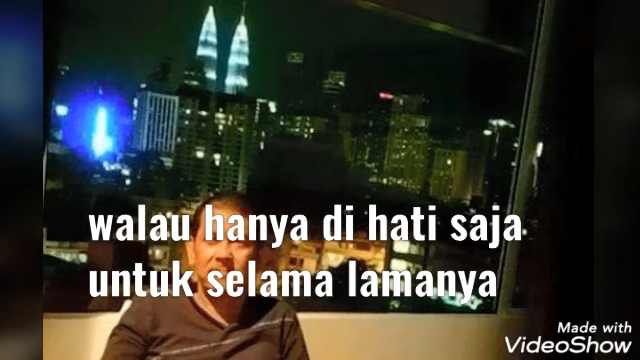 walau hanya di hati saja
untuk selama lamanya
Made with
VideoShow